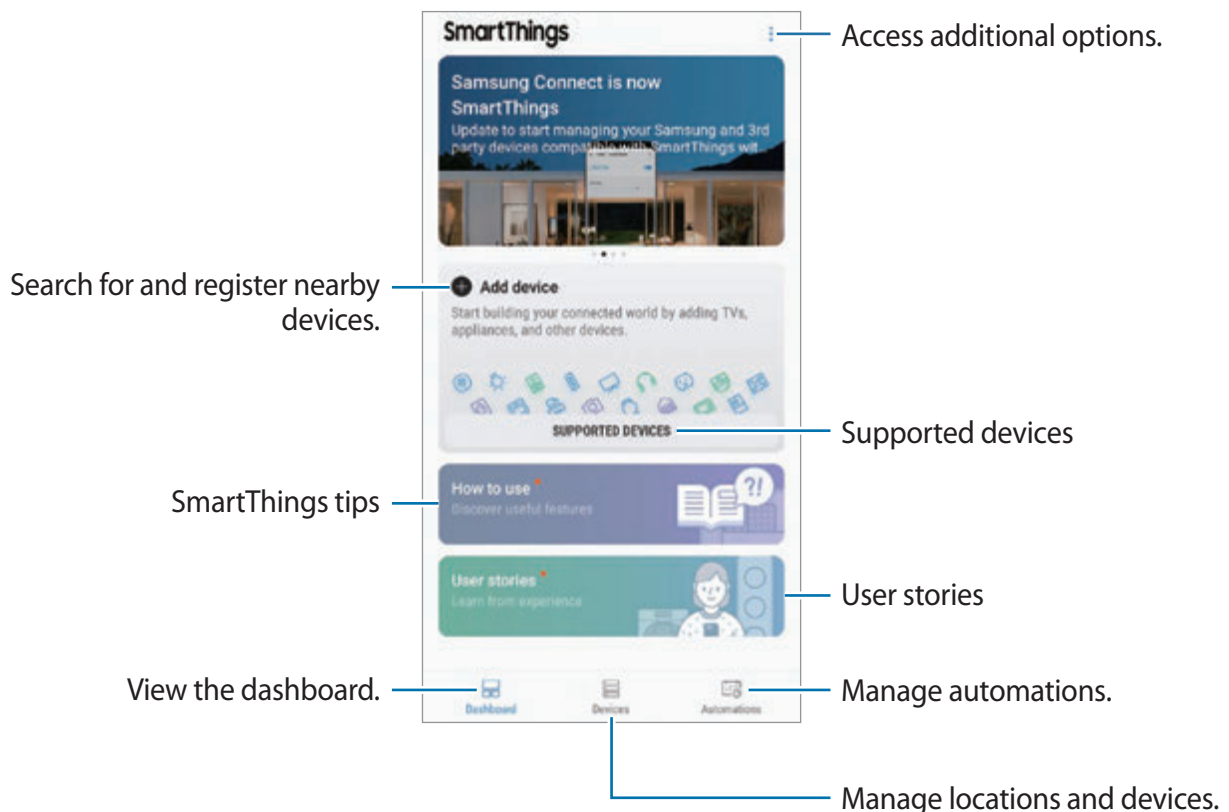 SmartThings
Access additional options.
Samsung Connect is now
SmartThings
Update to start managing your Samsung and 3rd
party devices compatible with SmartThings wit...
Search for and register nearby
devices.
Add device
Start building your connected world by adding TVs,
appliances, and other devices.
SUPPORTED DEVICES
Supported devices
SmartThings tips
How to use
Discover useful features
?!
User stories
Learn from experience
User stories
View the dashboard.
Dashboard
Devices
Automations
Manage automations.
Manage locations and devices.